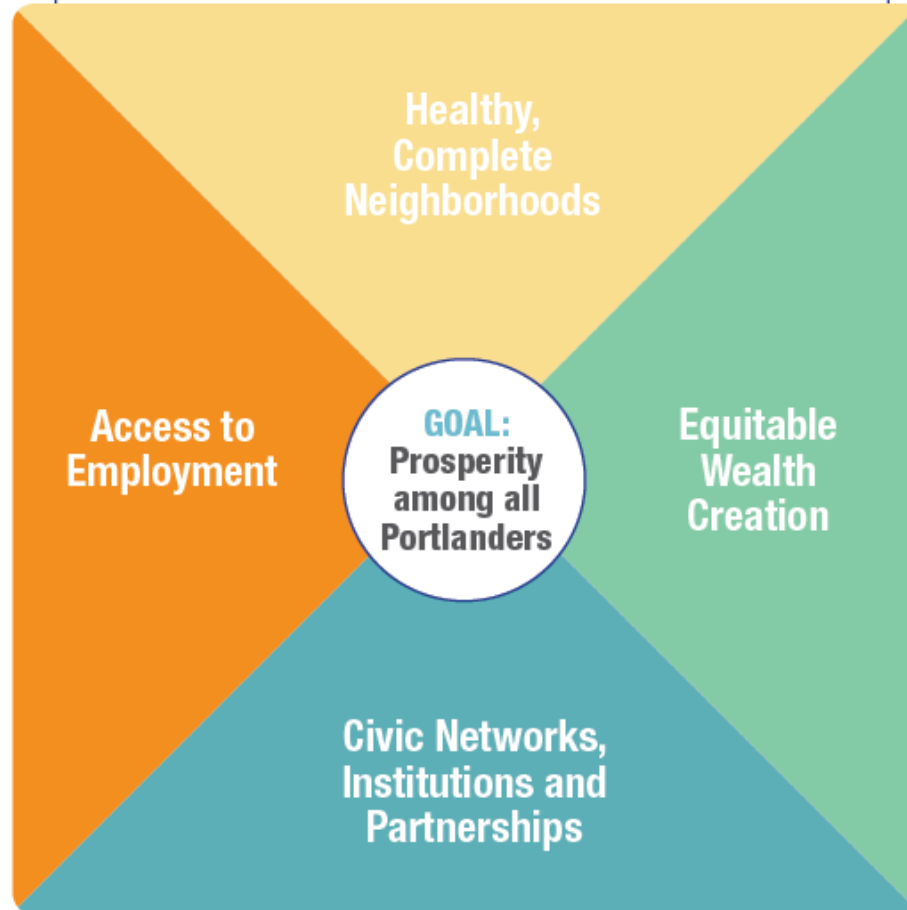 Healthy,
Complete
Neighborhoods
Access to
Employment
GOAL:
Prosperity
among all
Portlanders
Equitable
Wealth
Creation
Civic Networks,
Institutions and
Partnerships